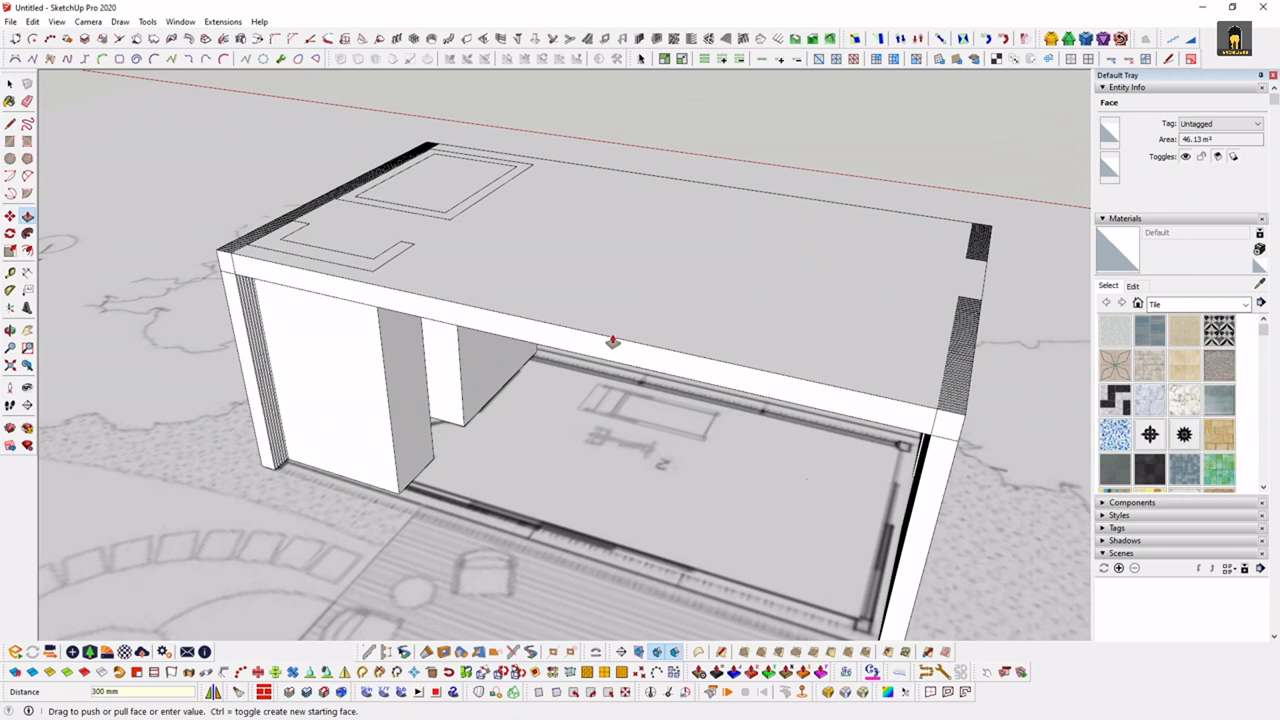 Untitled - SketchUp Pro 2020
File Edit View Camera Draw Tools Window Extensions Help
Default Tray
Entity Info
Face
Tag: Untagged
Area: 46.13 m²
Toggles:
Materials
Default
Select Edit
Tile
Components
Styles
Tags
Shadows
Scenes
Distance 300 mm
Drag to push or pull face or enter value. Ctrl = toggle create new starting face.